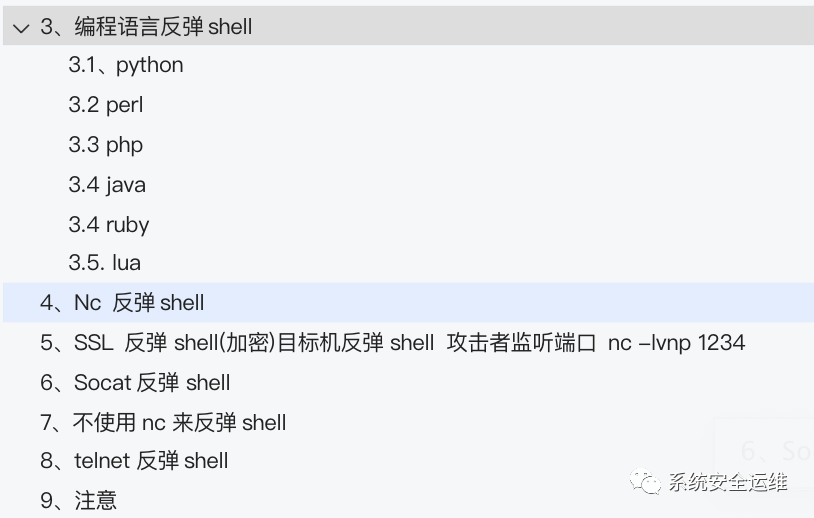 3、编程语言反弹 shell
3.1、python
3.2 perl
3.3 php
3.4 java
3.4 ruby
3.5. lua
4、Nc 反弹 shell
5、SSL 反弹 shell(加密)目标机反弹 shell 攻击者监听端口 nc –lvnp 1234
6、Socat 反弹 shell
7、不使用 nc 来反弹 shell
8、telnet 反弹 shell
6、So
系统安全运维
9、注意